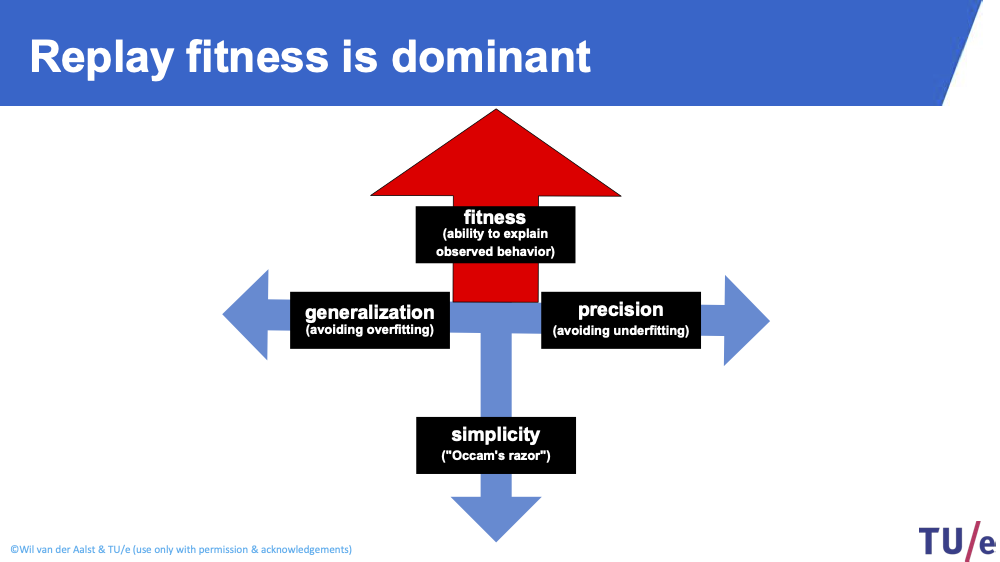 Replay fitness is dominant
fitness
(ability to explain
observed behavior)
generalization
(avoiding overfitting)
precision
(avoiding underfitting)
simplicity
("Occam's razor")
©Wil van der Aalst & TU/e (use only with permission & acknowledgements)
TU/e